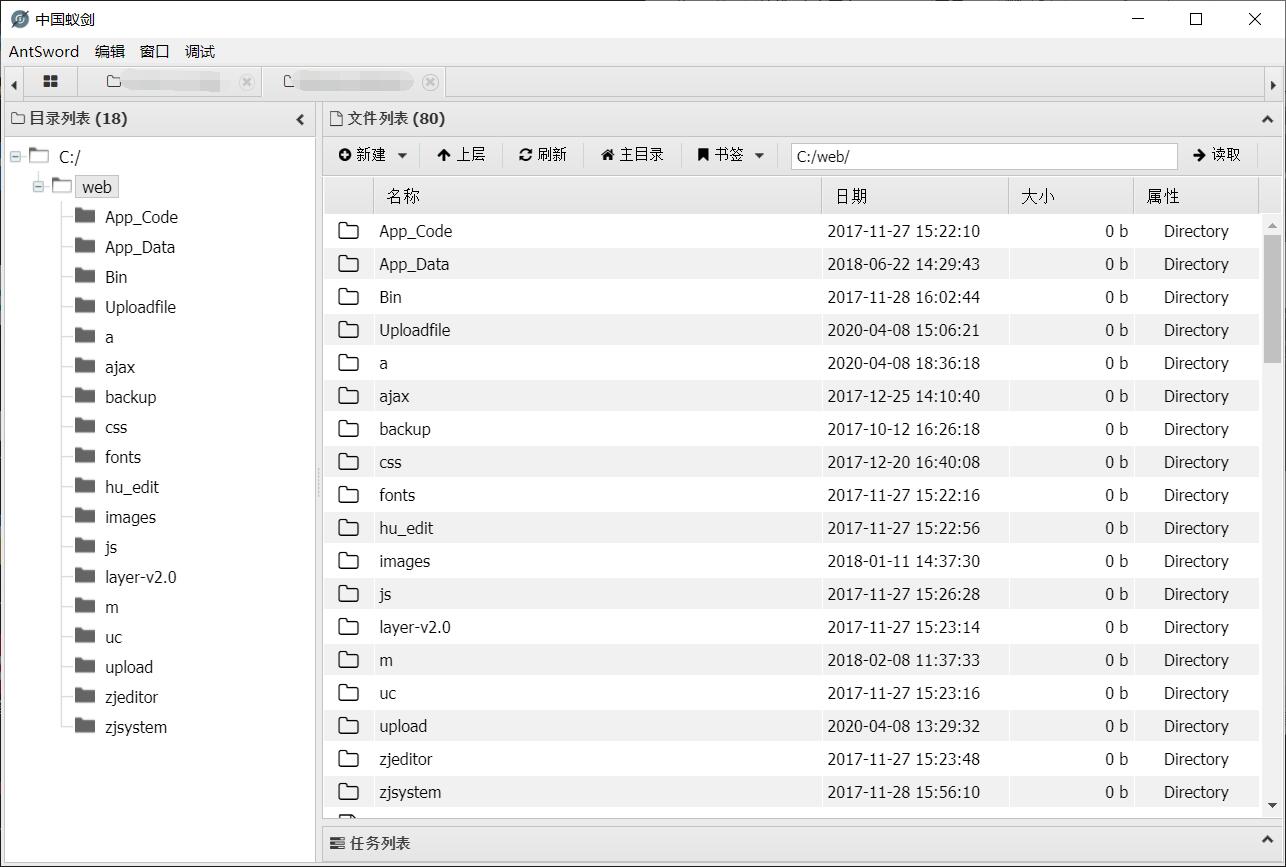 中国蚁剑
AntSword 编辑 窗口 调试
目录列表 (18)
C:/
web
App_Code
App_Data
Bin
Uploadfile
a
ajax
backup
css
fonts
hu_edit
images
js
layer-v2.0
m
uc
upload
zjeditor
zjsystem
文件列表 (80)
新建 上层 刷新 主目录 书签 C:/web/ 读取
名称 日期 大小 属性
App_Code 2017-11-27 15:22:10 0 b Directory
App_Data 2018-06-22 14:29:43 0 b Directory
Bin 2017-11-28 16:02:44 0 b Directory
Uploadfile 2020-04-08 15:06:21 0 b Directory
a 2020-04-08 18:36:18 0 b Directory
ajax 2017-12-25 14:10:40 0 b Directory
backup 2017-10-12 16:26:18 0 b Directory
css 2017-12-20 16:40:08 0 b Directory
fonts 2017-11-27 15:22:16 0 b Directory
hu_edit 2017-11-27 15:22:56 0 b Directory
images 2018-01-11 14:37:30 0 b Directory
js 2017-11-27 15:26:28 0 b Directory
layer-v2.0 2017-11-27 15:23:14 0 b Directory
m 2018-02-08 11:37:33 0 b Directory
uc 2017-11-27 15:23:16 0 b Directory
upload 2020-04-08 13:29:32 0 b Directory
zjeditor 2017-11-27 15:23:48 0 b Directory
zjsystem 2017-11-28 15:56:10 0 b Directory
任务列表